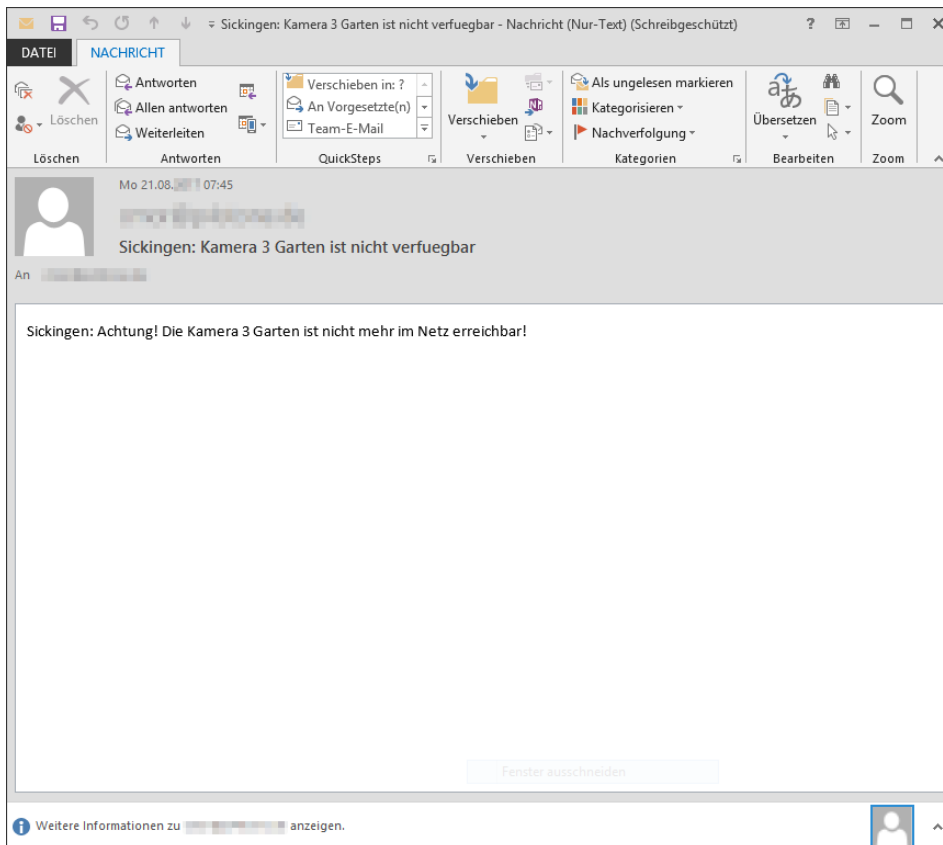 Sickingen: Kamera 3 Garten ist nicht verfuegbar - Nachricht (Nur-Text) (Schreibgeschützt) ?
DATEI NACHRICHT
Löschen
Antworten
Allen antworten
Weiterleiten
Verschieben in: ?
An Vorgesetzte(n)
Team-E-Mail
Verschieben
Als ungelesen markieren
Kategorisieren
Nachverfolgung
Übersetzen
Zoom
Löschen Antworten QuickSteps Verschieben Kategorien Bearbeiten Zoom
Mo 21.08. 07:45
Sickingen: Kamera 3 Garten ist nicht verfuegbar
An
Sickingen: Achtung! Die Kamera 3 Garten ist nicht mehr im Netz erreichbar!
Fenster ausschneiden
Weitere Informationen zu anzeigen.